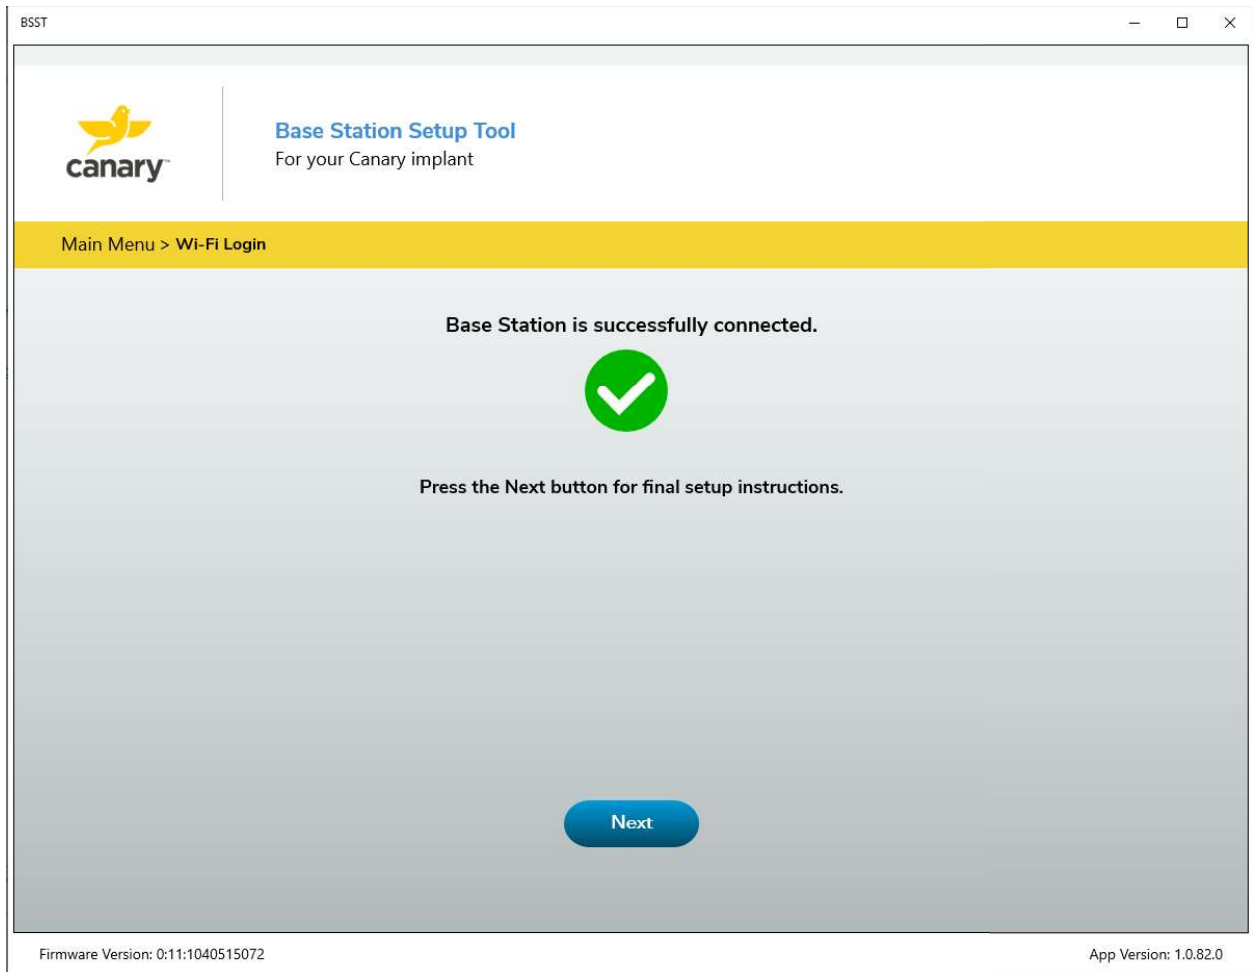 BSST
canary™
Base Station Setup Tool
For your Canary implant
Main Menu > Wi-Fi Login
Base Station is successfully connected.
Press the Next button for final setup instructions.
Next
Firmware Version: 0:11:1040515072
App Version: 1.0.82.0